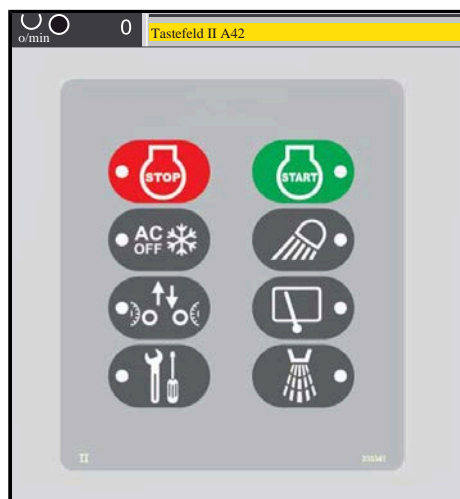 o/min 0
Tastefeld II A42
STOP
START
AC
OFF
II